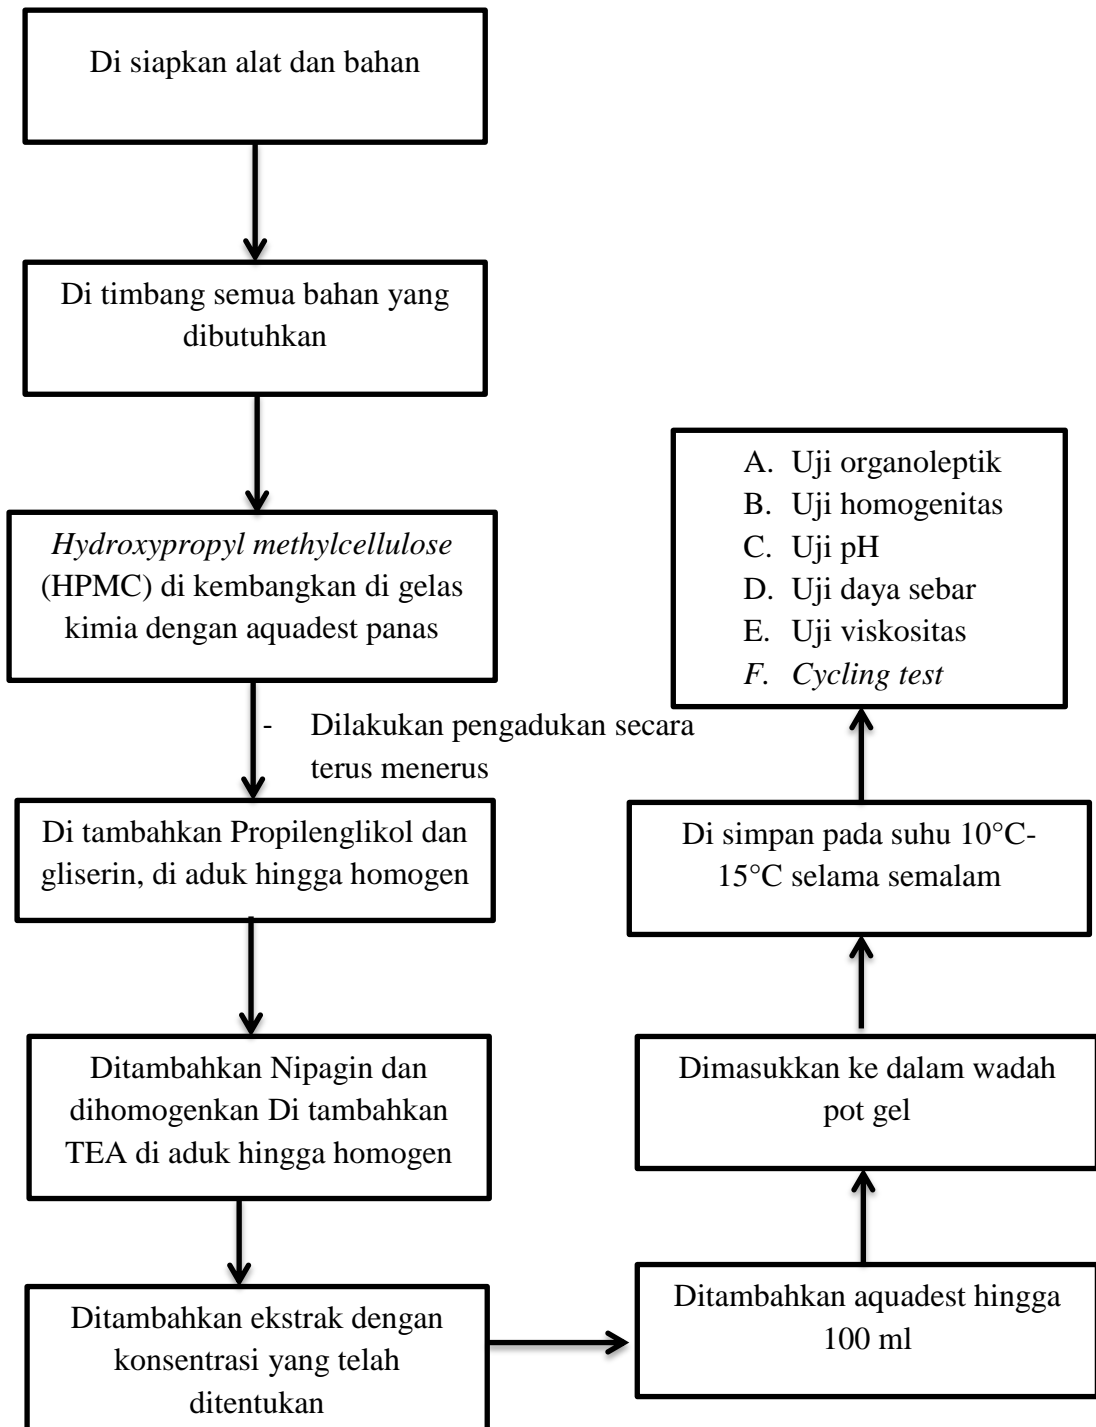 Di siapkan alat dan bahan
Di timbang semua bahan yang
dibutuhkan
Hydroxypropyl methylcellulose
(HPMC) di kembangkan di gelas
kimia dengan aquadest panas
- Dilakukan pengadukan secara
terus menerus
Di tambahkan Propilenglikol dan
gliserin, di aduk hingga homogen
Ditambahkan Nipagin dan
dihomogenkan Di tambahkan
TEA di aduk hingga homogen
Ditambahkan ekstrak dengan
konsentrasi yang telah
ditentukan
Ditambahkan aquadest hingga
100 ml
Dimasukkan ke dalam wadah
pot gel
Di simpan pada suhu 10°C-
15°C selama semalam
A. Uji organoleptik
B. Uji homogenitas
C. Uji pH
D. Uji daya sebar
E. Uji viskositas
F. Cycling test